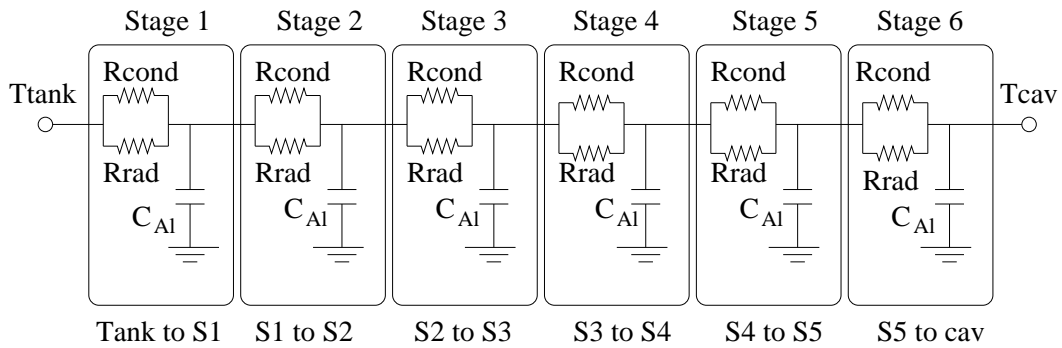 Stage 1 Stage 2 Stage 3 Stage 4 Stage 5 Stage 6
Rcond Rcond Rcond Rcond Rcond Rcond
Ttank Tcav
Rrad Rrad Rrad Rrad Rrad Rrad
C Al C Al C Al C Al C Al C Al
Tank to S1 S1 to S2 S2 to S3 S3 to S4 S4 to S5 S5 to cav